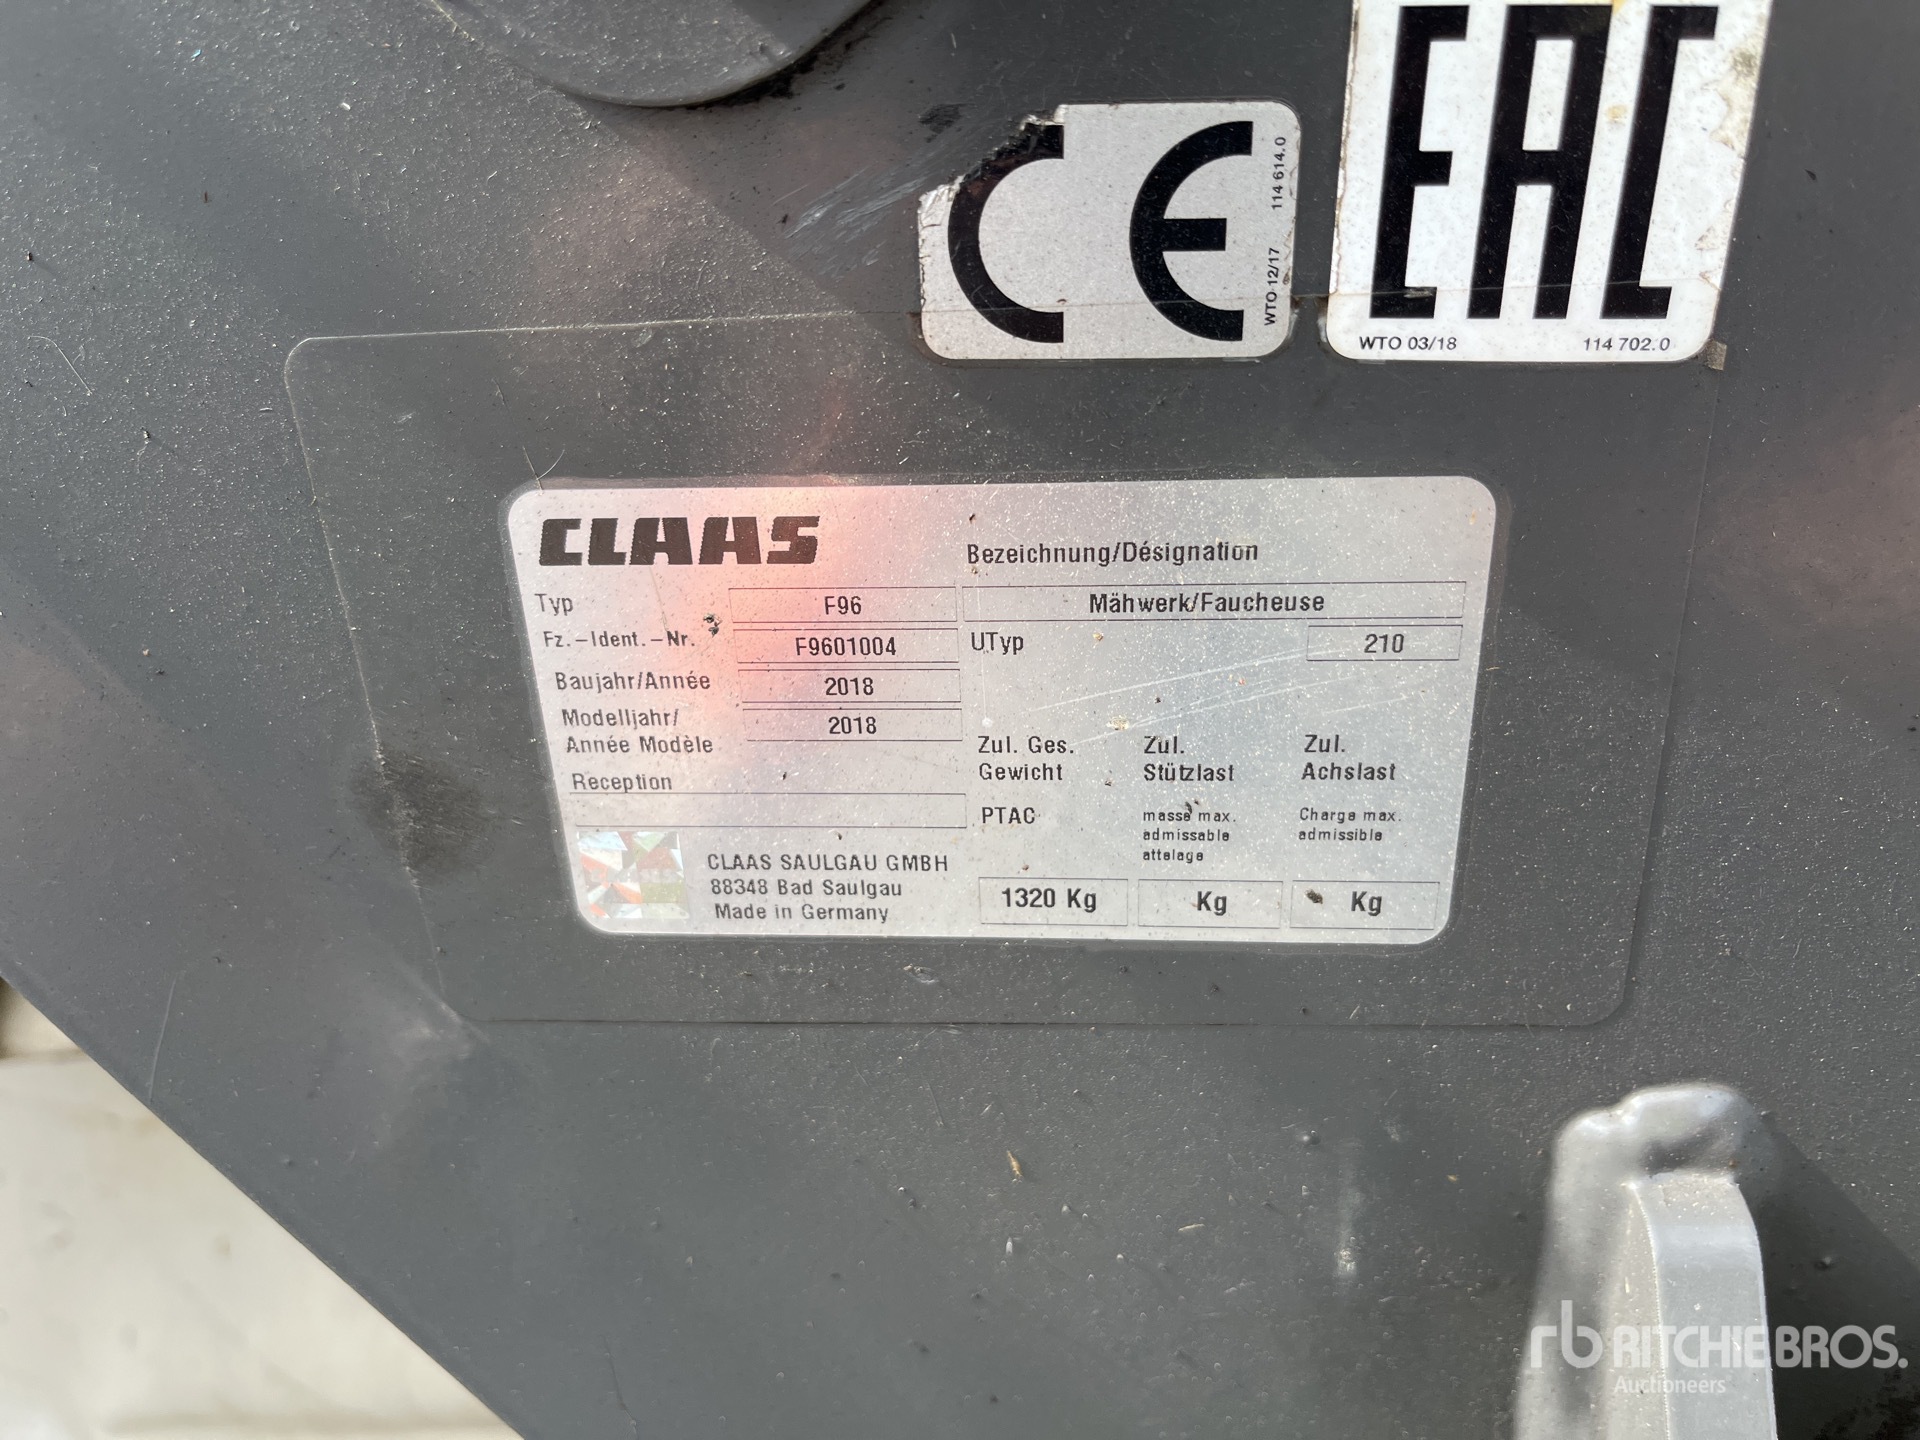 EAC
WTO 03/18 114 702.0
CE
WTO 12/17 114 614.0
CLAAS
Bezeichnung/Désignation
Typ F96 Mähwerk/Faucheuse
Fz.-Ident.-Nr. F9601004 UTyp 210
Baujahr/Année 2018
Modelljahr/
Année Modèle 2018
Reception
Zul. Ges. Zul. Zul.
Gewicht Stützlast Achslast
PTAC masse max. Charge max.
admissable admissible
attelage
1320 Kg Kg Kg
CLAAS SAULGAU GMBH
88348 Bad Saulgau
Made in Germany
rb RITCHIE BROS.
Auctioneers